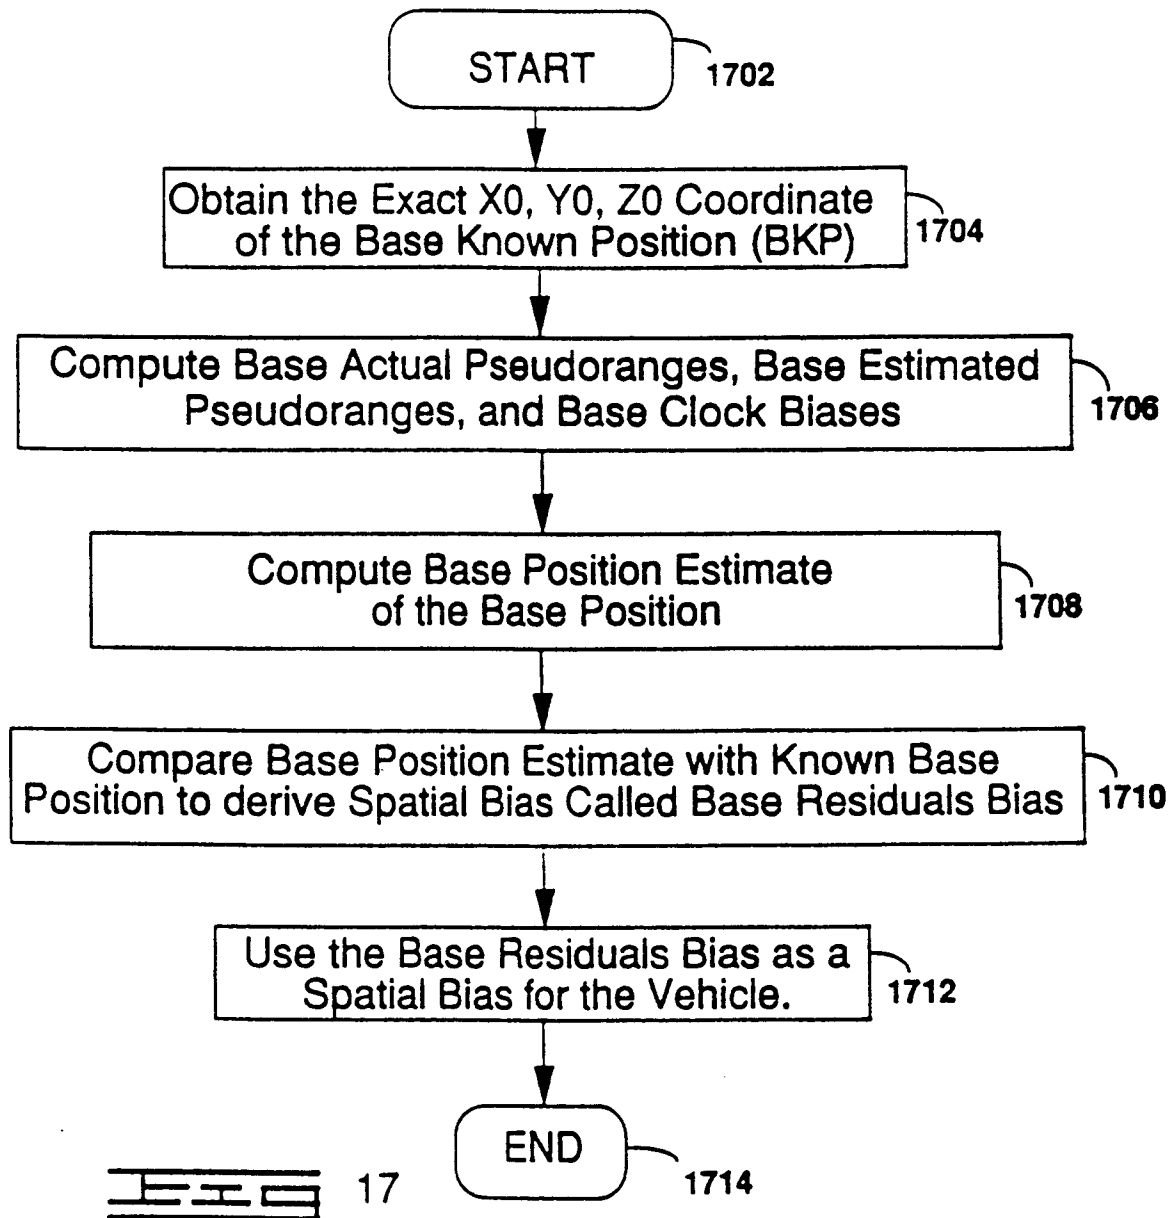 START
1702
Obtain the Exact X0, Y0, Z0 Coordinate
of the Base Known Position (BKP)
1704
Compute Base Actual Pseudoranges, Base Estimated
Pseudoranges, and Base Clock Biases
1706
Compute Base Position Estimate
of the Base Position
1708
Compare Base Position Estimate with Known Base
Position to derive Spatial Bias Called Base Residuals Bias
1710
Use the Base Residuals Bias as a
Spatial Bias for the Vehicle.
1712
END
1714
FIG 17